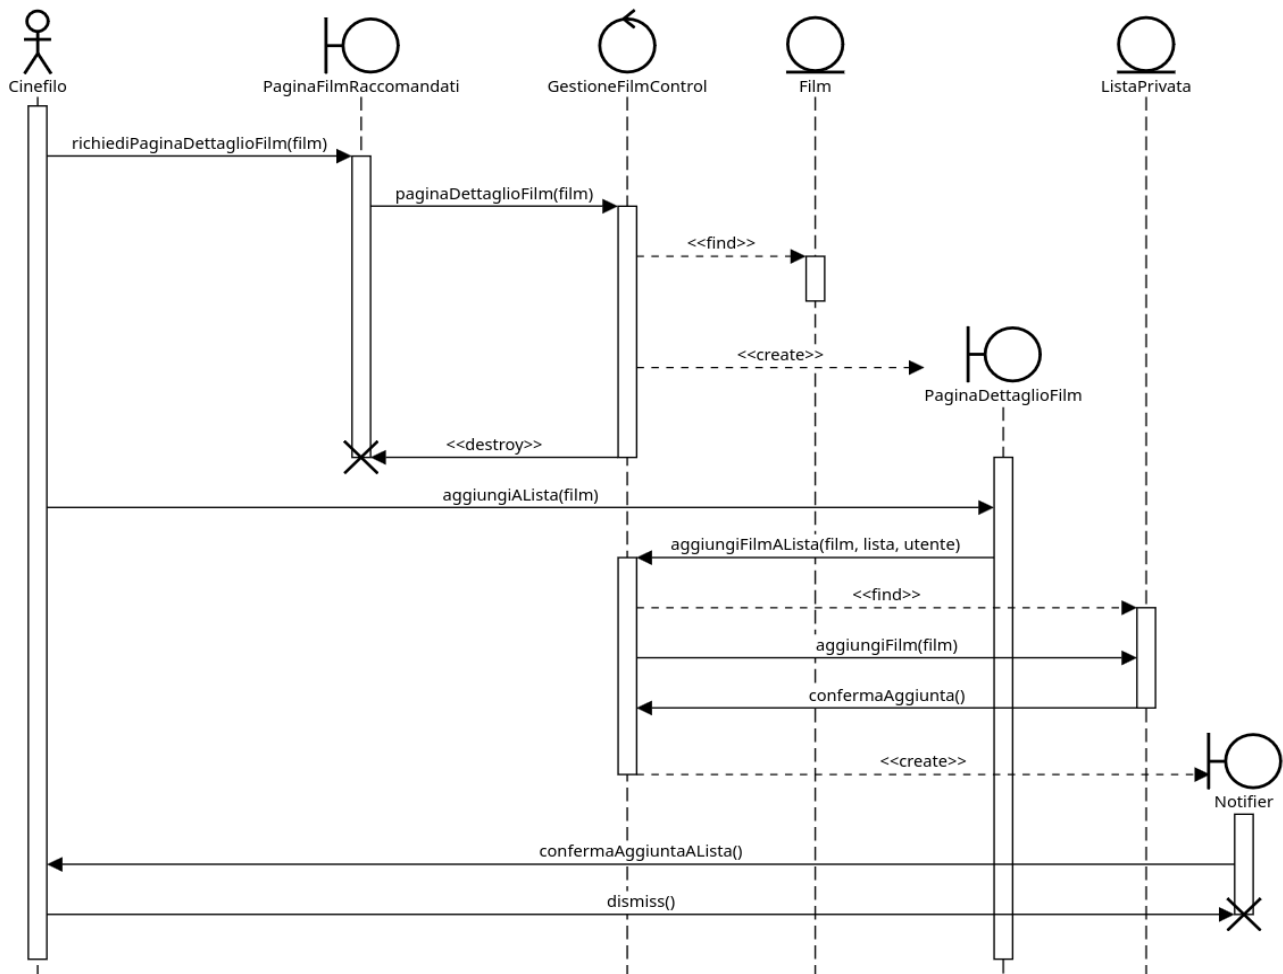 Cinefilo
PaginaFilmRaccomandati
GestioneFilmControl
Film
ListaPrivata
richiediPaginaDettaglioFilm(film)
paginaDettaglioFilm(film)
<<find>>
<<create>>
PaginaDettaglioFilm
<<destroy>>
aggiungiALista(film)
aggiungiFilmALista(film, lista, utente)
<<find>>
aggiungiFilm(film)
confermaAggiunta()
<<create>>
Notifier
confermaAggiuntaALista()
dismiss()